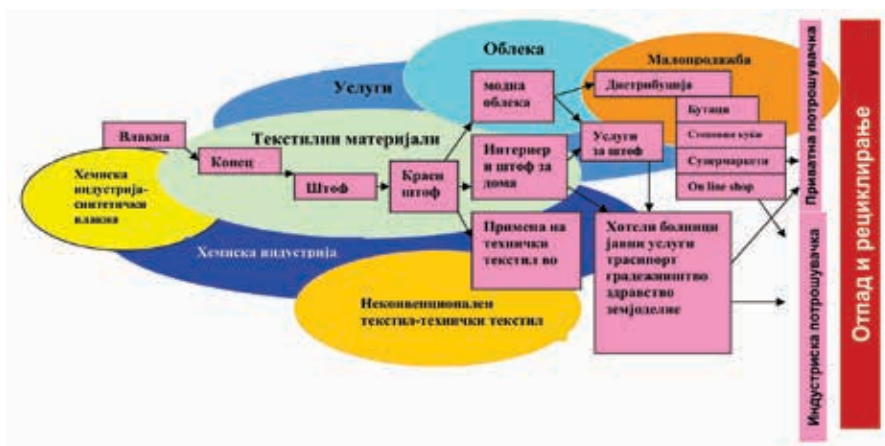 Облека
Малопродажба
Услуги
модна
облека
Дистрибуција
Бутици
Влакна
Текстилни материјали
Услуги
за штоф
Стоковни куќи
Конец
Интериер
и штоф за
дома
Супермаркети
Хемиска
индустрија-
синтетички
влакна
Штоф
Краен
штоф
On line shop
Примена на
технички
текстил во
Хотели болници
јавни услуги
траспорт
градежништво
здравство
земјоделие
Хемиска индустрија
Неконвенционален
текстил-технички текстил
Приватна потрошувачка
Индустриска потрошувачка
Отпад и рециклирање